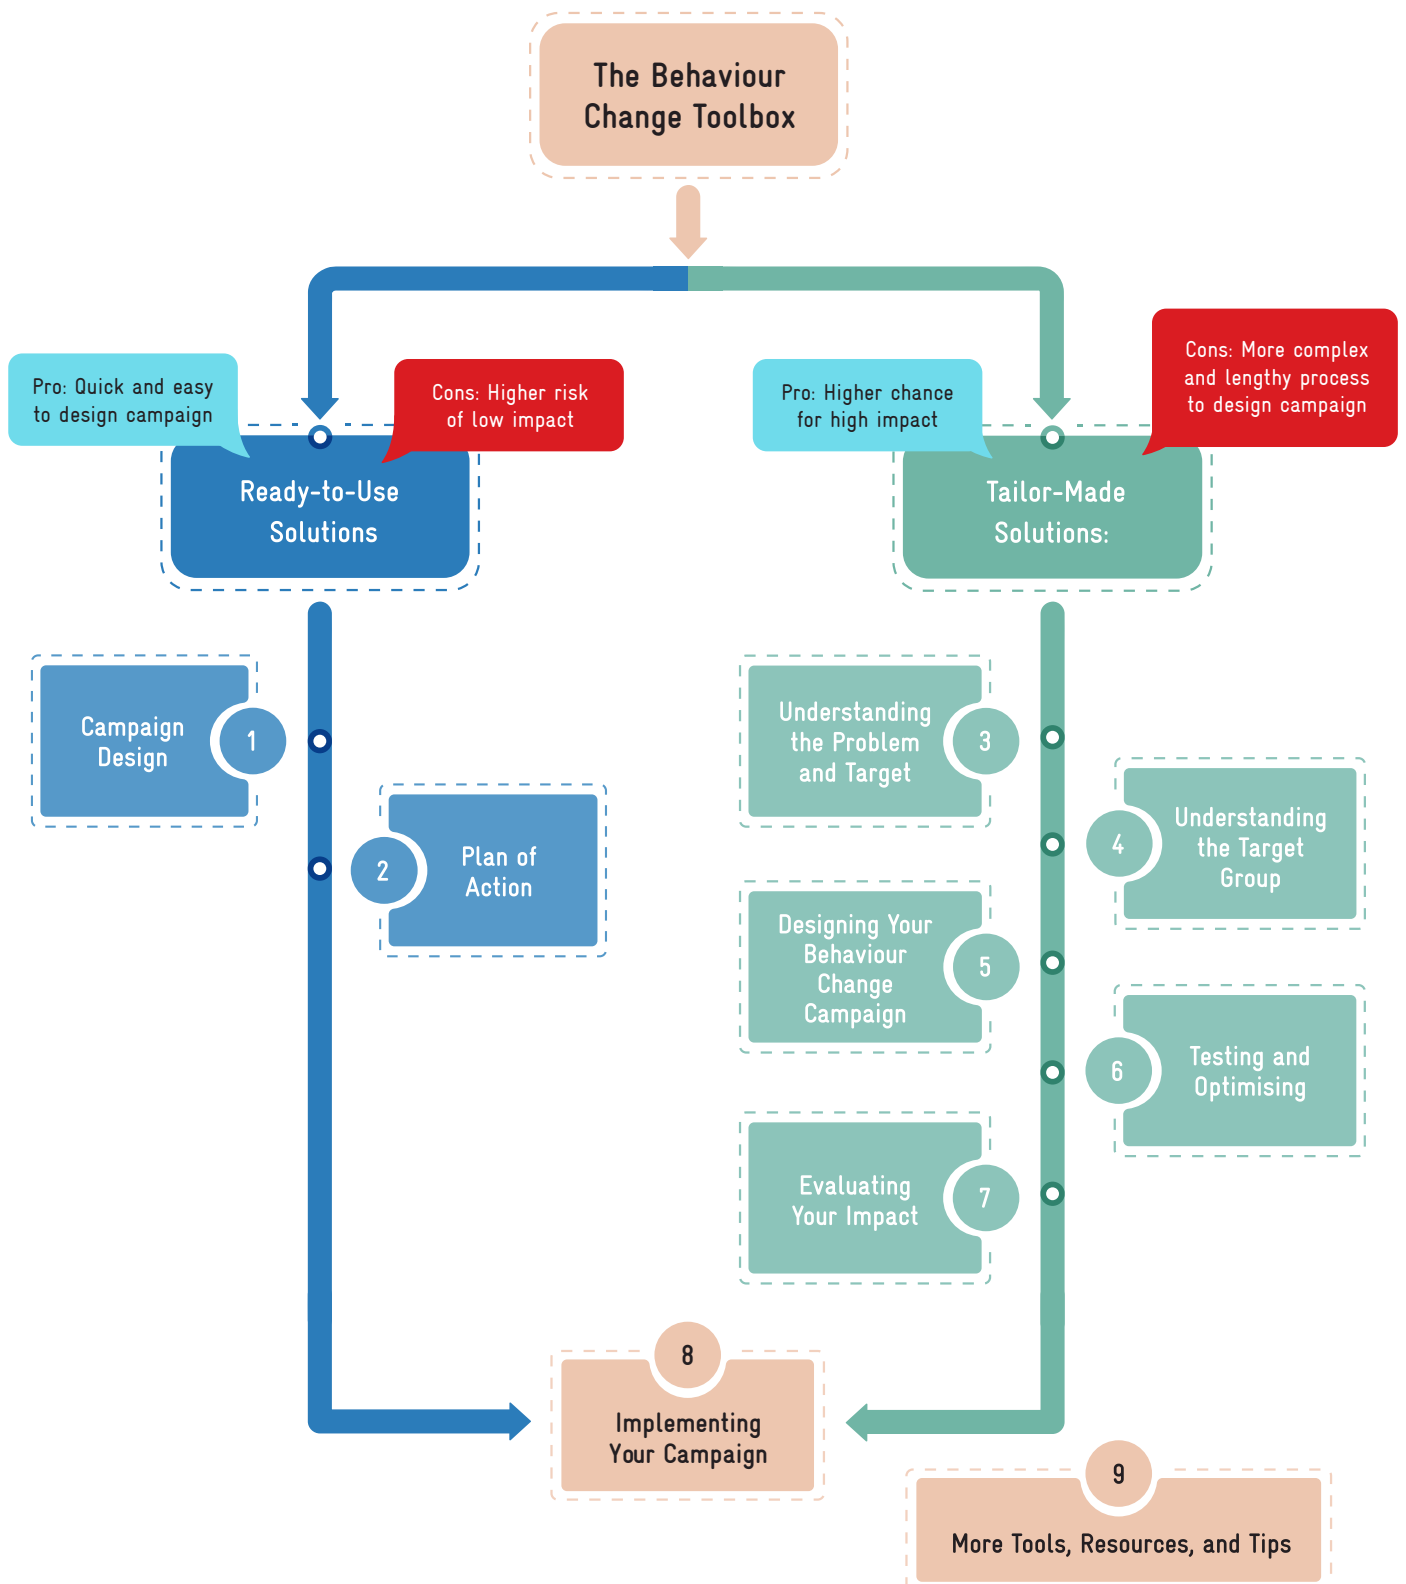 The Behaviour
Change Toolbox
Pro: Quick and easy
to design campaign
Cons: Higher risk
of low impact
Pro: Higher chance
for high impact
Cons: More complex
and lengthy process
to design campaign
Ready-to-Use
Solutions
Tailor-Made
Solutions:
Campaign
Design
1
2
Plan of
Action
Understanding
the Problem
and Target
3
4
Understanding
the Target
Group
Designing Your
Behaviour
Change
Campaign
5
6
Testing and
Optimising
Evaluating
Your Impact
7
8
Implementing
Your Campaign
9
More Tools, Resources, and Tips